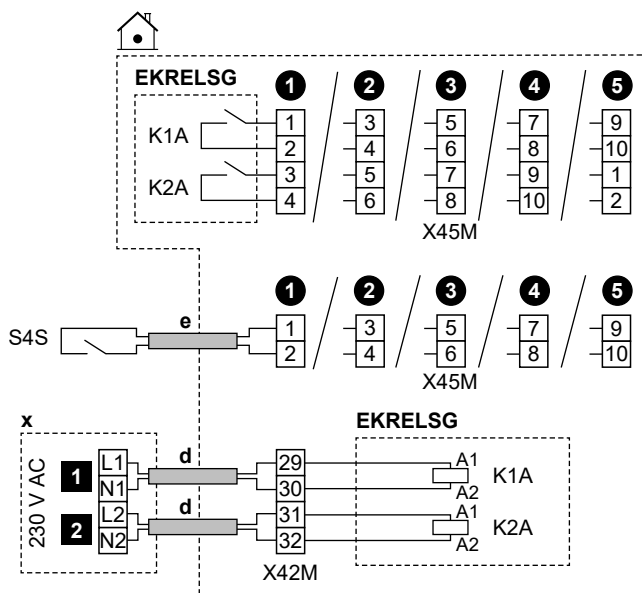 EKRELSG 1 2 3 4 5
K1A 1 3 5 7 9
2 4 6 8 10
K2A 3 5 7 9 1
4 6 8 10 2
X45M
1 2 3 4 5
S4S e 1 3 5 7 9
2 4 6 8 10
X45M
x EKRELSG
230 V AC 1 L1 d 29 A1 K1A
N1 30 A2
2 L2 d 31 A1 K2A
N2 32 A2
X42M